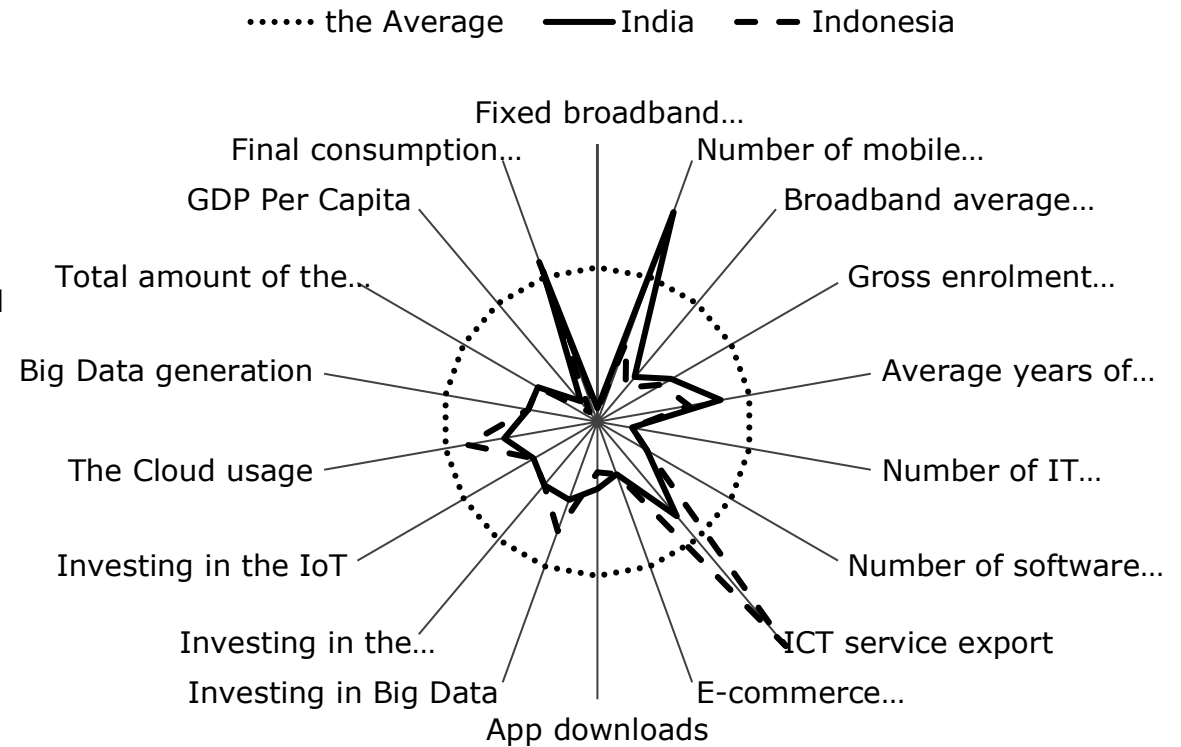 the Average India Indonesia
Fixed broadband…
Final consumption…
Number of mobile…
GDP Per Capita
Broadband average…
Total amount of the…
Gross enrolment…
Big Data generation
Average years of…
The Cloud usage
Number of IT…
Investing in the IoT
Number of software…
Investing in the…
ICT service export
Investing in Big Data
E-commerce…
App downloads